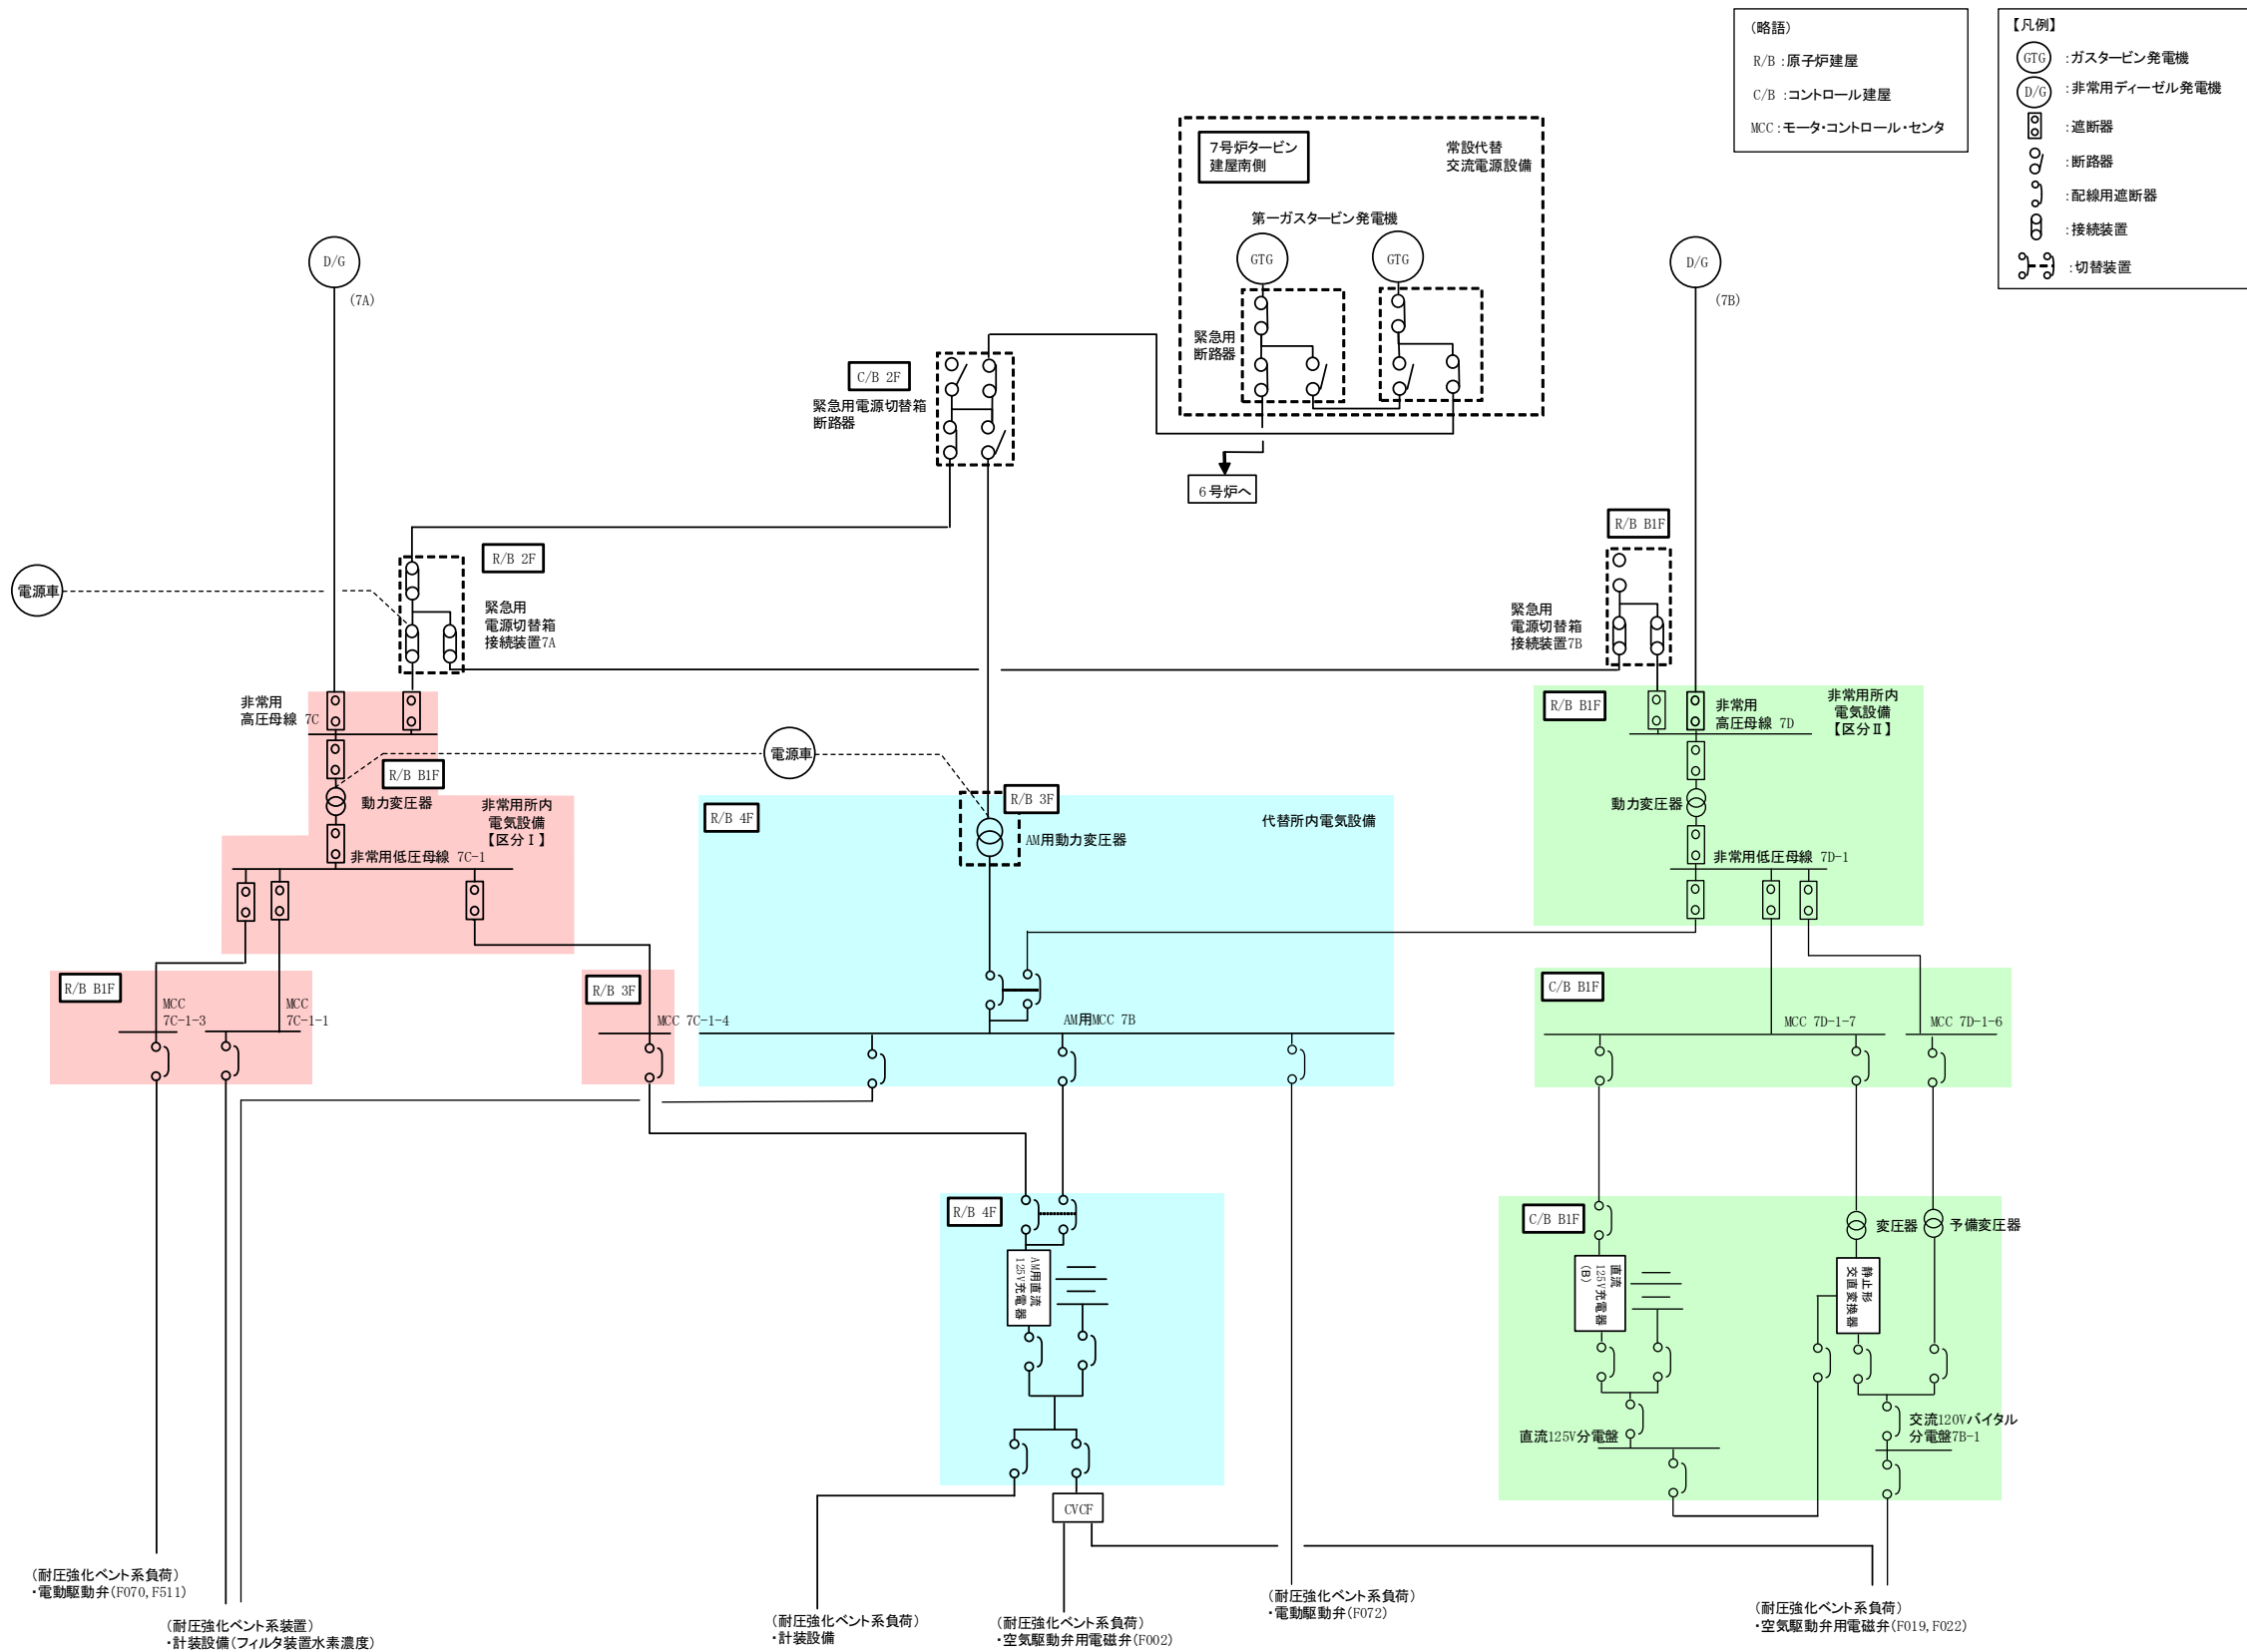 (略語)
R/B :原子炉建屋
C/B :コントロール建屋
MCC :モータ・コントロール・センタ
【凡例】
GTG :ガスタービン発電機
D/G :非常用ディーゼル発電機
:遮断器
:断路器
:配線用遮断器
:接続装置
:切替装置
7号炉タービン
建屋南側
常設代替
交流電源設備
第一ガスタービン発電機
GTG
GTG
緊急用
断路器
6号炉へ
D/G
(7A)
D/G
(7B)
C/B 2F
緊急用電源切替箱
断路器
R/B 2F
緊急用
電源切替箱
接続装置7A
電源車
R/B B1F
緊急用
電源切替箱
接続装置7B
非常用
高圧母線 7C
R/B B1F
動力変圧器
非常用所内
電気設備
【区分Ⅰ】
非常用低圧母線 7C-1
電源車
R/B 4F
R/B 3F
AM用動力変圧器
代替所内電気設備
R/B B1F
非常用
高圧母線 7D
非常用所内
電気設備
【区分Ⅱ】
動力変圧器
非常用低圧母線 7D-1
R/B B1F
MCC
7C-1-3
MCC
7C-1-1
R/B 3F
MCC 7C-1-4
AM用MCC 7B
C/B B1F
MCC 7D-1-7
MCC 7D-1-6
R/B 4F
AM用直流
125V充電器
CVCF
C/B B1F
直流
125V充電器
(B)
変圧器
予備変圧器
静止形
交直変換器
直流125V分電盤
交流120Vバイタル
分電盤7B-1
(耐圧強化ベント系負荷)
・電動駆動弁(F070,F511)
(耐圧強化ベント系装置)
・計装設備(フィルタ装置水素濃度)
(耐圧強化ベント系負荷)
・計装設備
(耐圧強化ベント系負荷)
・空気駆動弁用電磁弁(F002)
(耐圧強化ベント系負荷)
・電動駆動弁(F072)
(耐圧強化ベント系負荷)
・空気駆動弁用電磁弁(F019,F022)